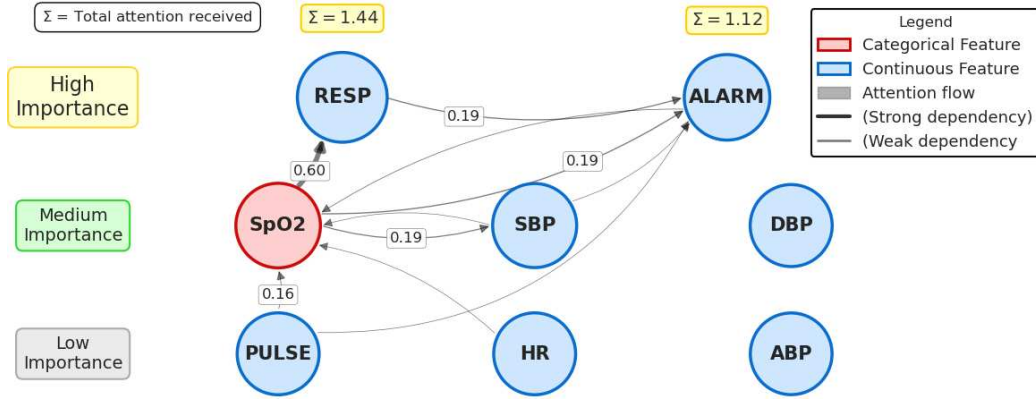 Σ = Total attention received
Σ = 1.44
Σ = 1.12
Legend
Categorical Feature
Continuous Feature
Attention flow
(Strong dependency)
(Weak dependency
High
Importance
RESP
ALARM
0.19
0.60
0.19
Medium
Importance
SpO2
SBP
DBP
0.19
0.16
Low
Importance
PULSE
HR
ABP